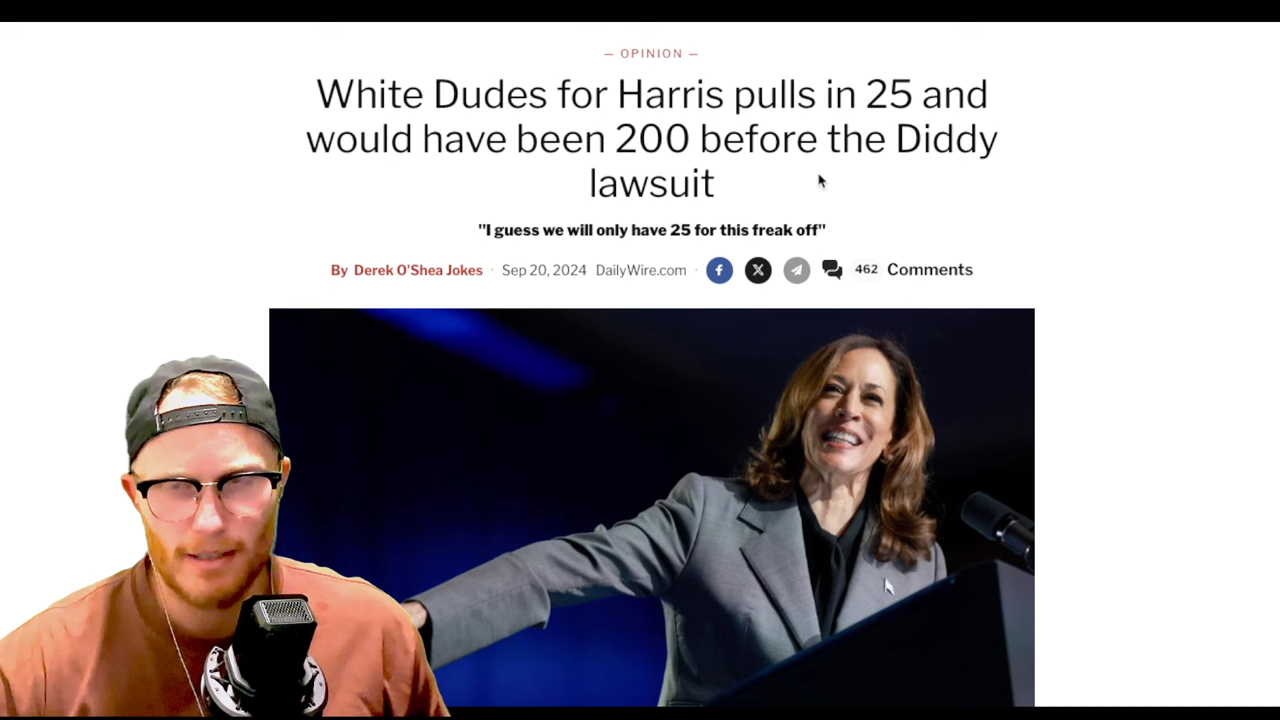 — OPINION —
White Dudes for Harris pulls in 25 and
would have been 200 before the Diddy
lawsuit
"I guess we will only have 25 for this freak off"
By Derek O'Shea Jokes · Sep 20, 2024 DailyWire.com · f X 462 Comments